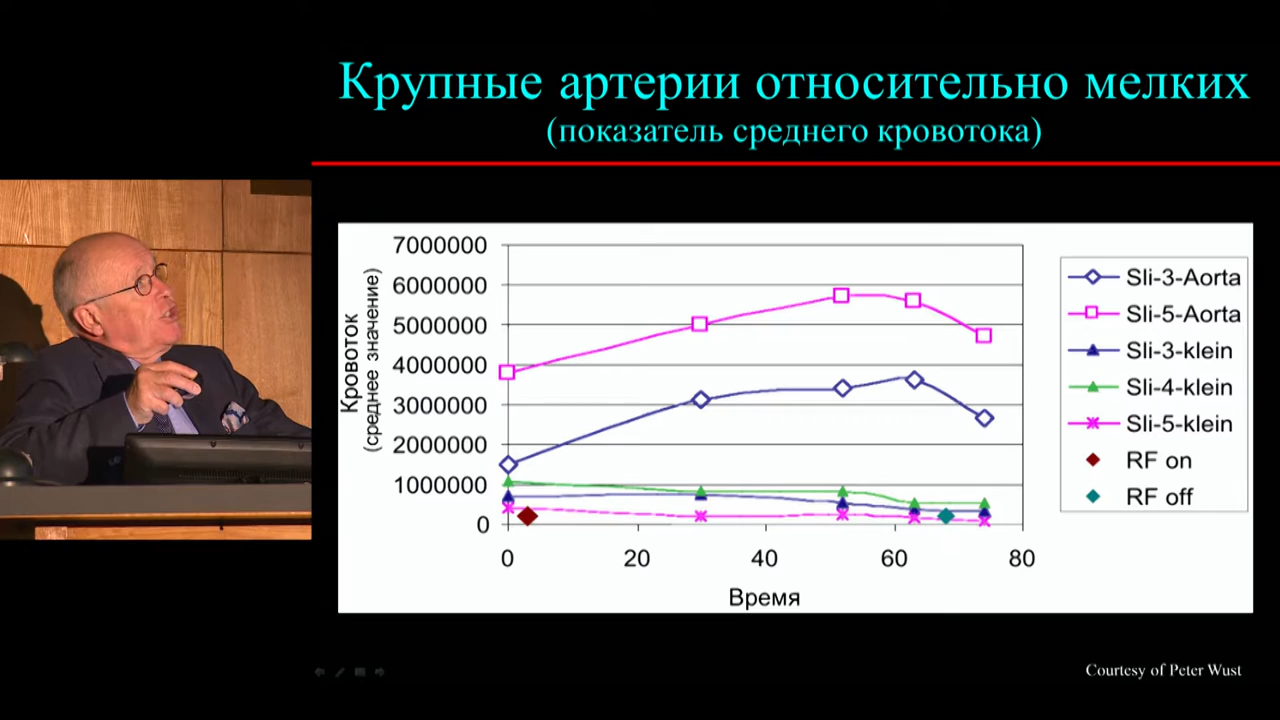 Крупные артерии относительно мелких
(показатель среднего кровотока)
Кровоток
(среднее значение)
7000000
6000000
5000000
4000000
3000000
2000000
1000000
0
0 20 40 60 80
Время
Sli-3-Aorta
Sli-5-Aorta
Sli-3-klein
Sli-4-klein
Sli-5-klein
RF on
RF off
Courtesy of Peter Wust